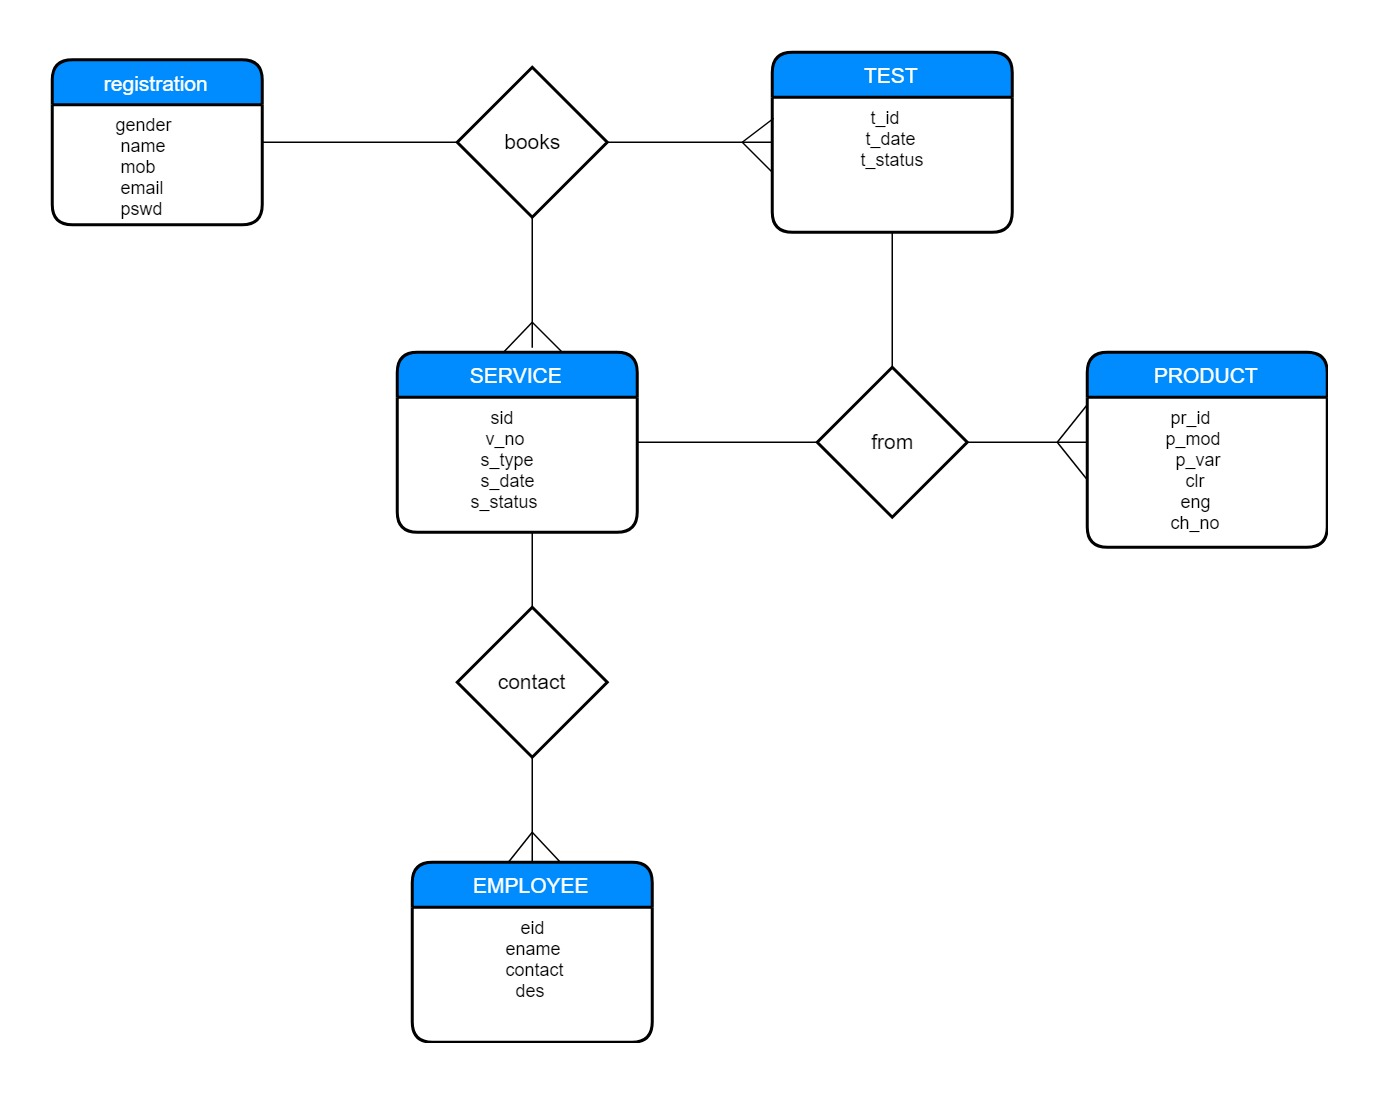 registration
gender
name
mob
email
pswd
books
TEST
t_id
t_date
t_status
SERVICE
sid
v_no
s_type
s_date
s_status
from
PRODUCT
pr_id
p_mod
p_var
clr
eng
ch_no
contact
EMPLOYEE
eid
ename
contact
des